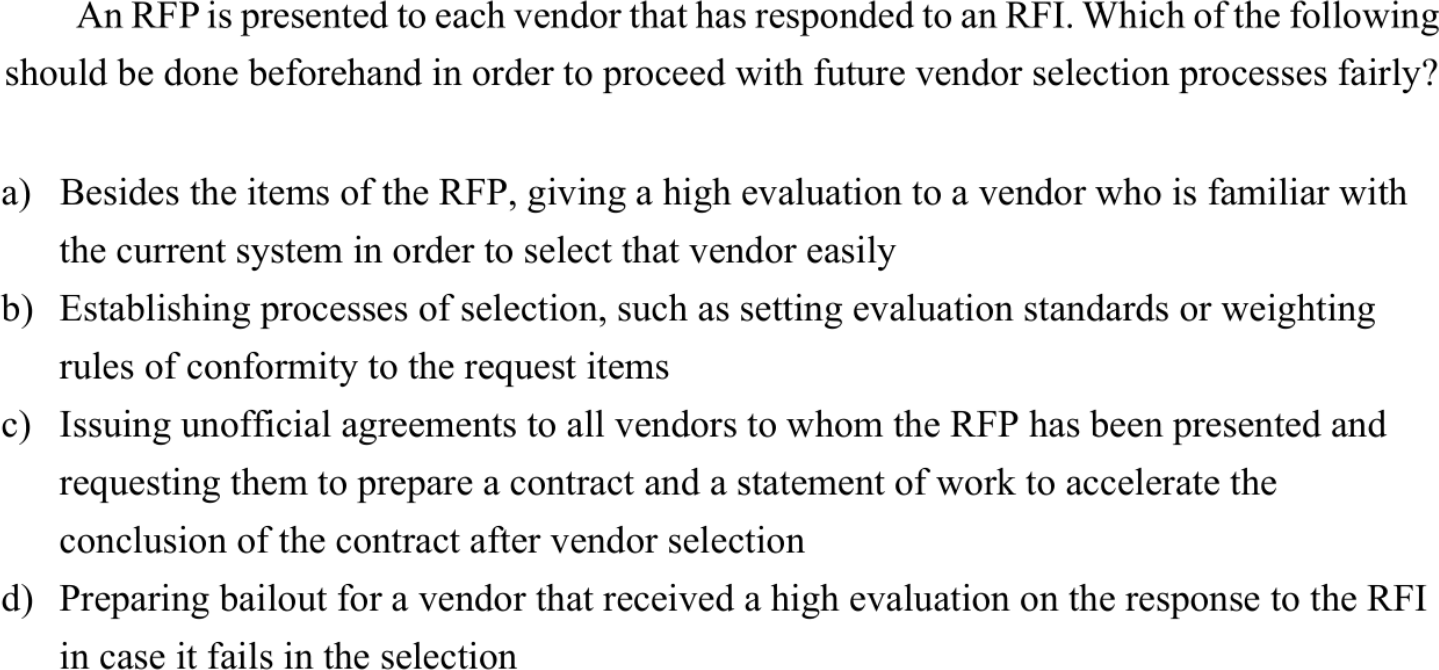 An RFP is presented to each vendor that has responded to an RFI. Which of the following
should be done beforehand in order to proceed with future vendor selection processes fairly?
a) Besides the items of the RFP, giving a high evaluation to a vendor who is familiar with
the current system in order to select that vendor easily
b) Establishing processes of selection, such as setting evaluation standards or weighting
rules of conformity to the request items
c) Issuing unofficial agreements to all vendors to whom the RFP has been presented and
requesting them to prepare a contract and a statement of work to accelerate the
conclusion of the contract after vendor selection
d) Preparing bailout for a vendor that received a high evaluation on the response to the RFI
in case it fails in the selection